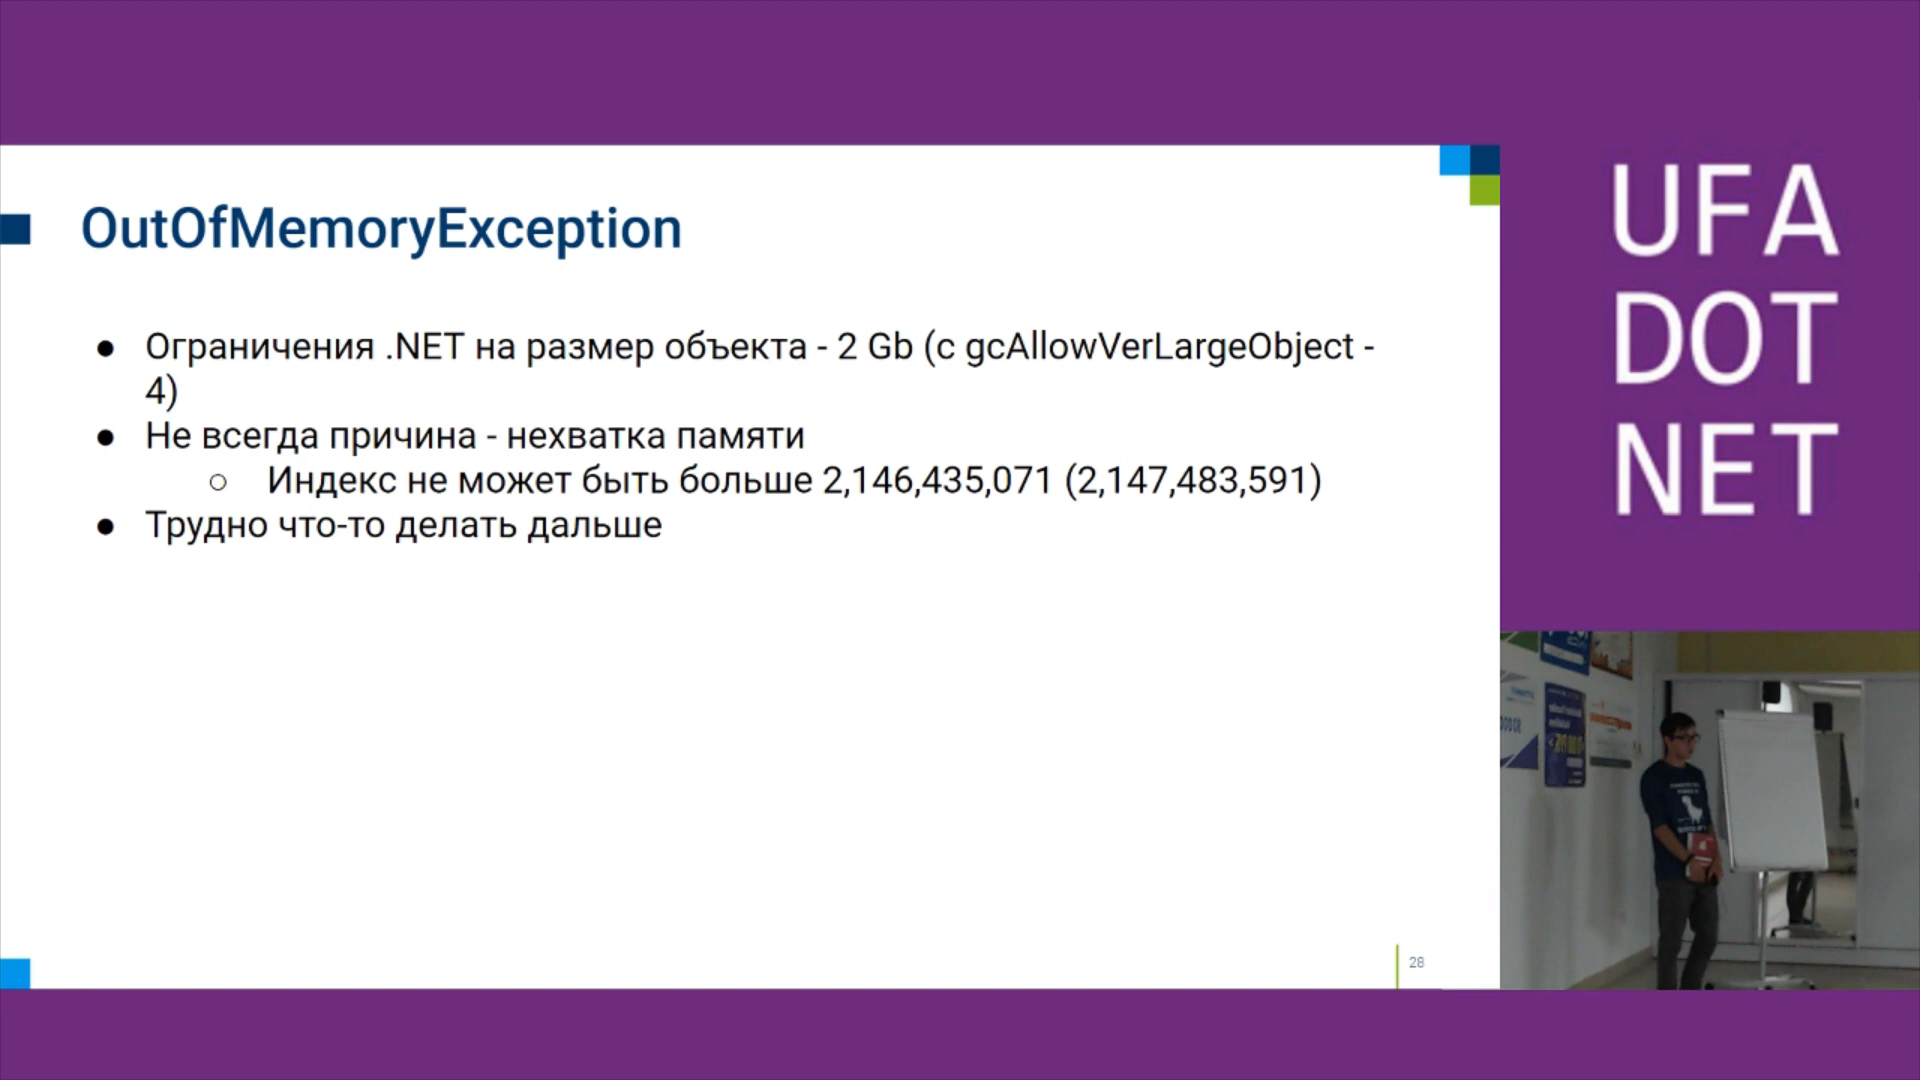 OutOfMemoryException
● Ограничения .NET на размер объекта - 2 Gb (с gcAllowVerLargeObject -
4)
● Не всегда причина - нехватка памяти
○ Индекс не может быть больше 2,146,435,071 (2,147,483,591)
● Трудно что-то делать дальше
28
UFA
DOT
NET